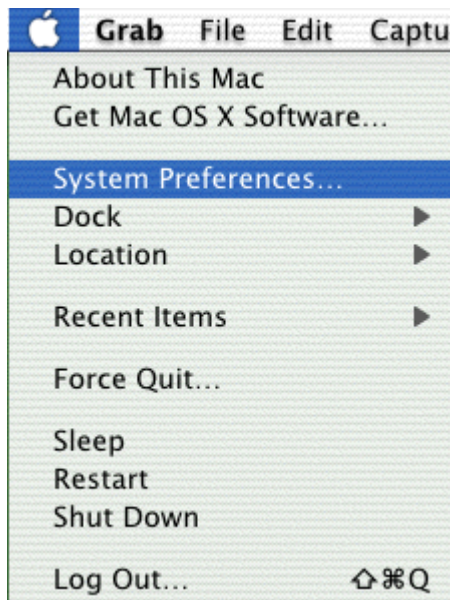 Grab File Edit Captu
About This Mac
Get Mac OS X Software...
System Preferences...
Dock
Location
Recent Items
Force Quit...
Sleep
Restart
Shut Down
Log Out... ⇧⌘Q